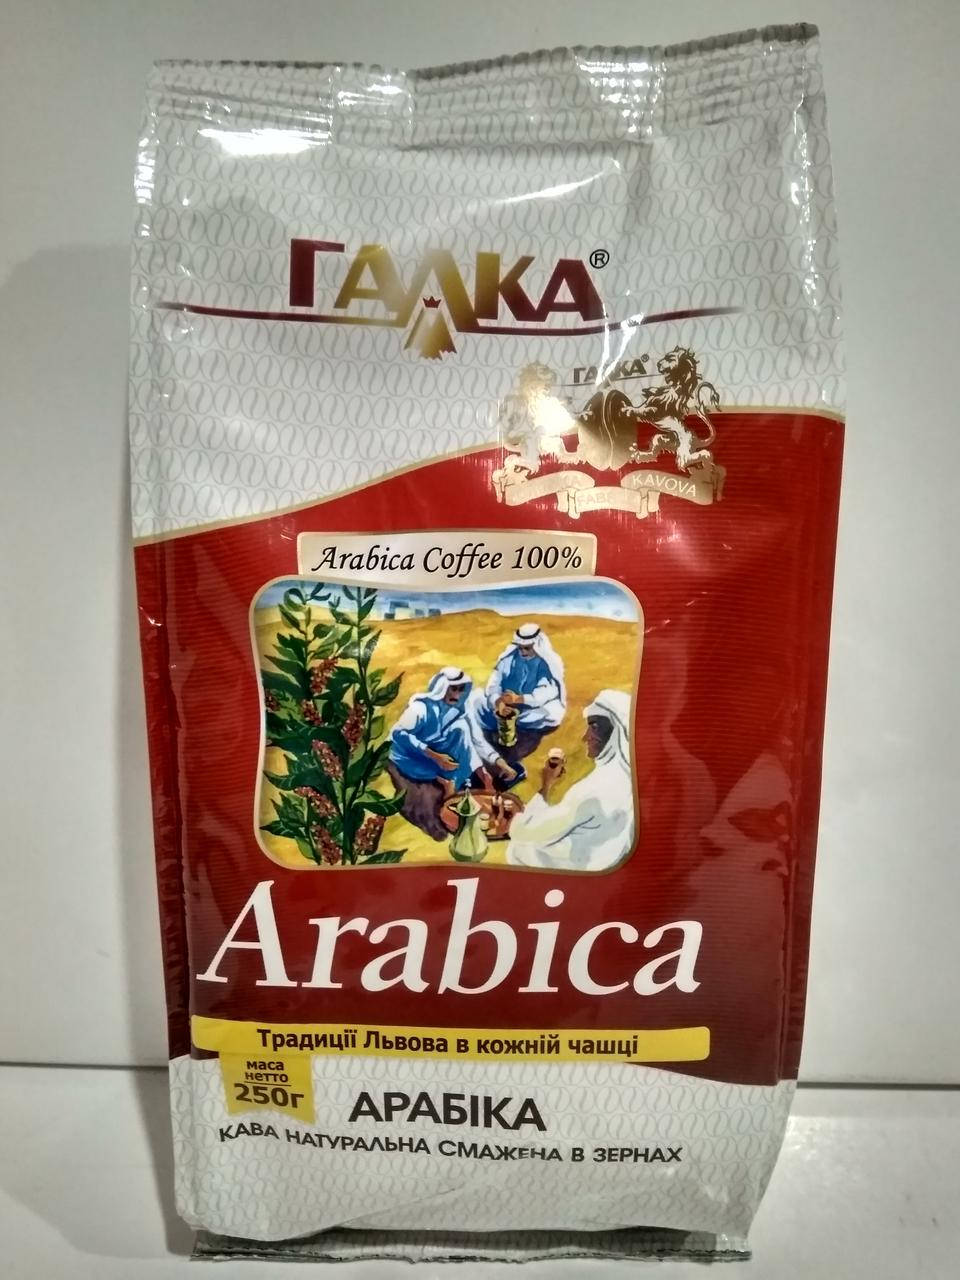 ГАЛКА®
ГАЛКА®
KAVOVA
Arabica Coffee 100%
Arabica
Традиції Львова в кожній чашці
маса
нетто
250г
АРАБІКА
КАВА НАТУРАЛЬНА СМАЖЕНА В ЗЕРНАХ